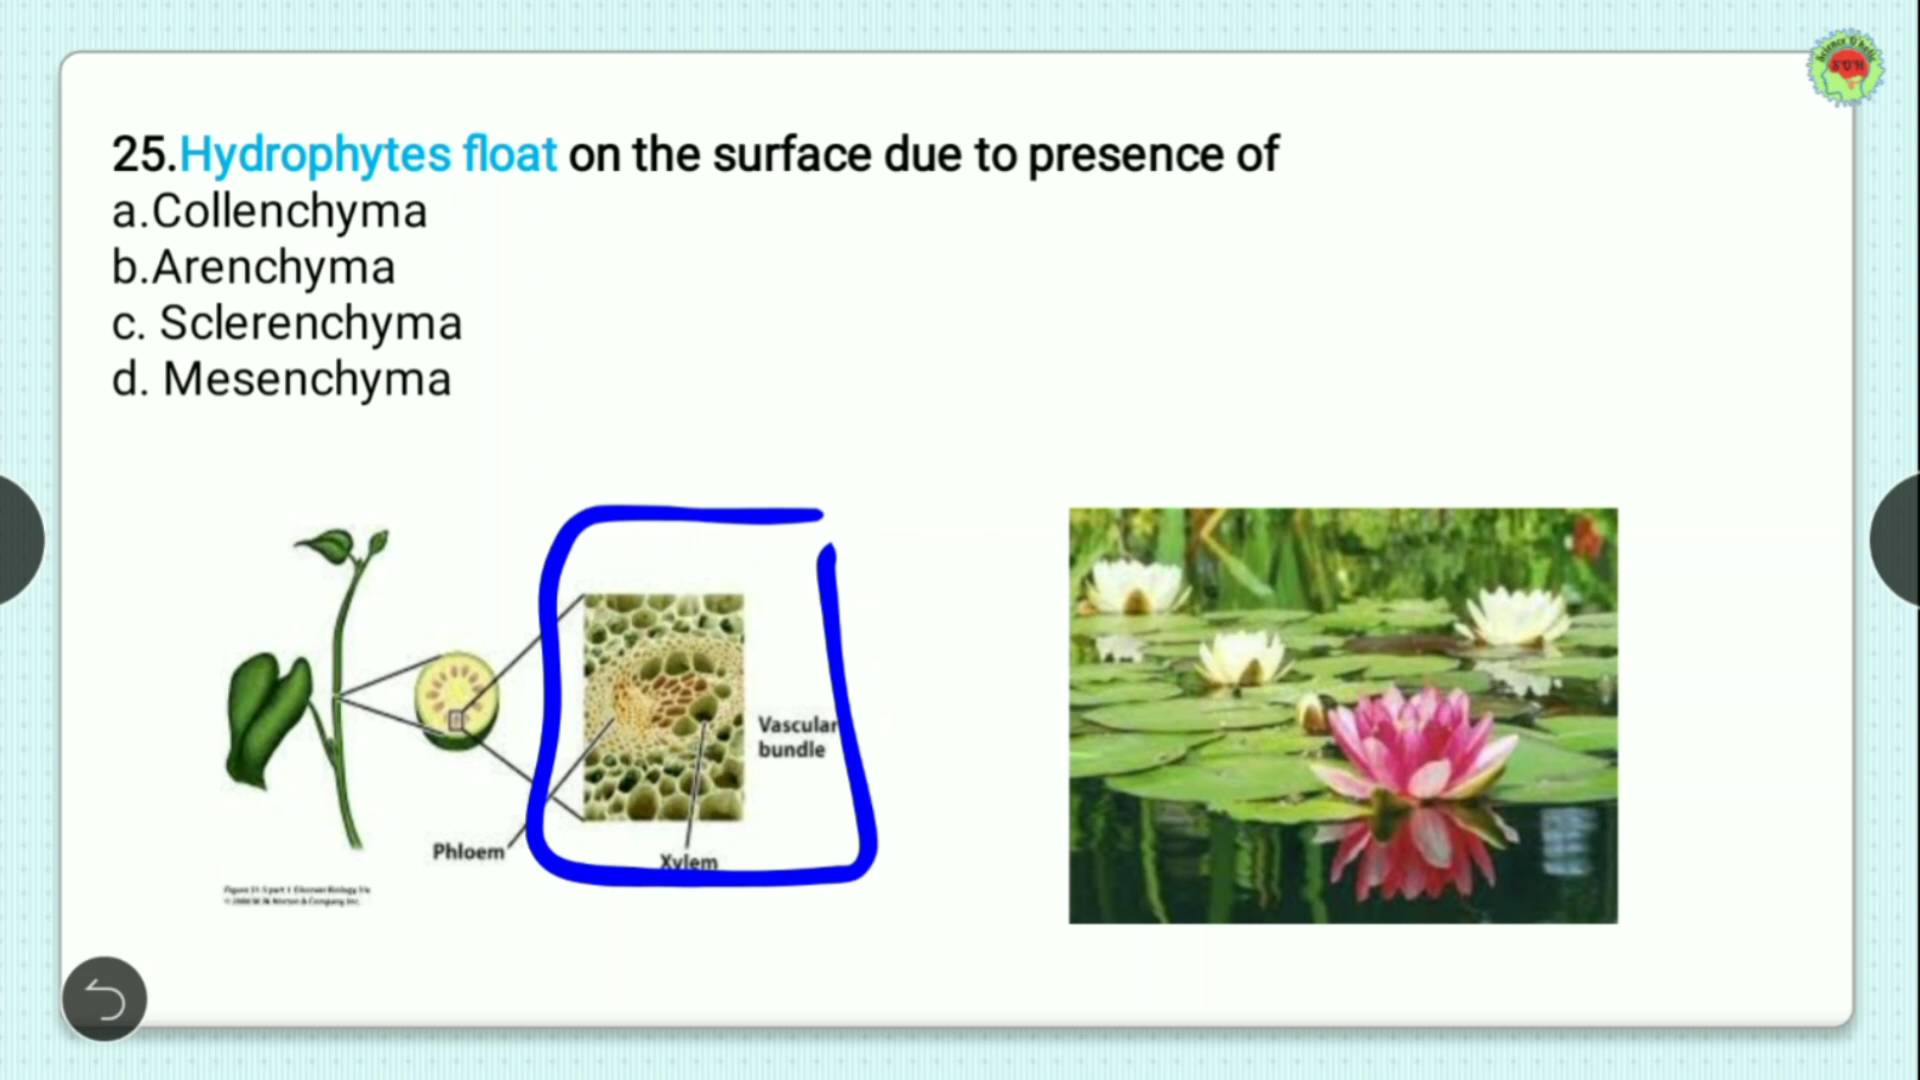 25.Hydrophytes float on the surface due to presence of
a.Collenchyma
b.Arenchyma
c. Sclerenchyma
d. Mesenchyma
Vascular
bundle
Phloem
Xylem